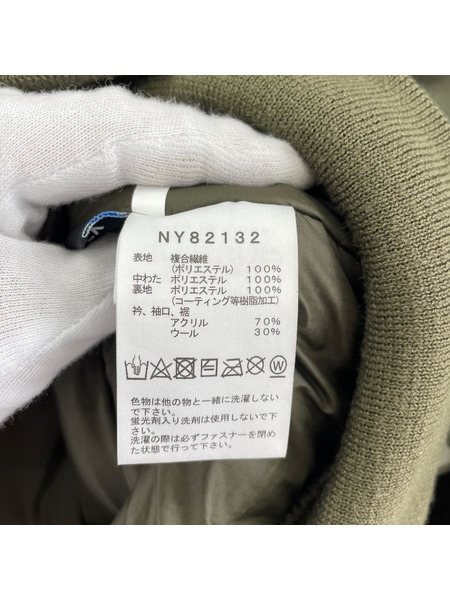 NY82132
表地 複合繊維
(ポリエステル) 100%
中わた ポリエステル 100%
裏地 ポリエステル 100%
(コーティング等樹脂加工)
衿、袖口、裾
アクリル 70%
ウール 30%
W
色物は他の物と一緒に洗濯しない
で下さい。
蛍光剤入り洗剤は使用しないで下
さい。
洗濯の際は必ずファスナーを閉め
た状態で行って下さい。